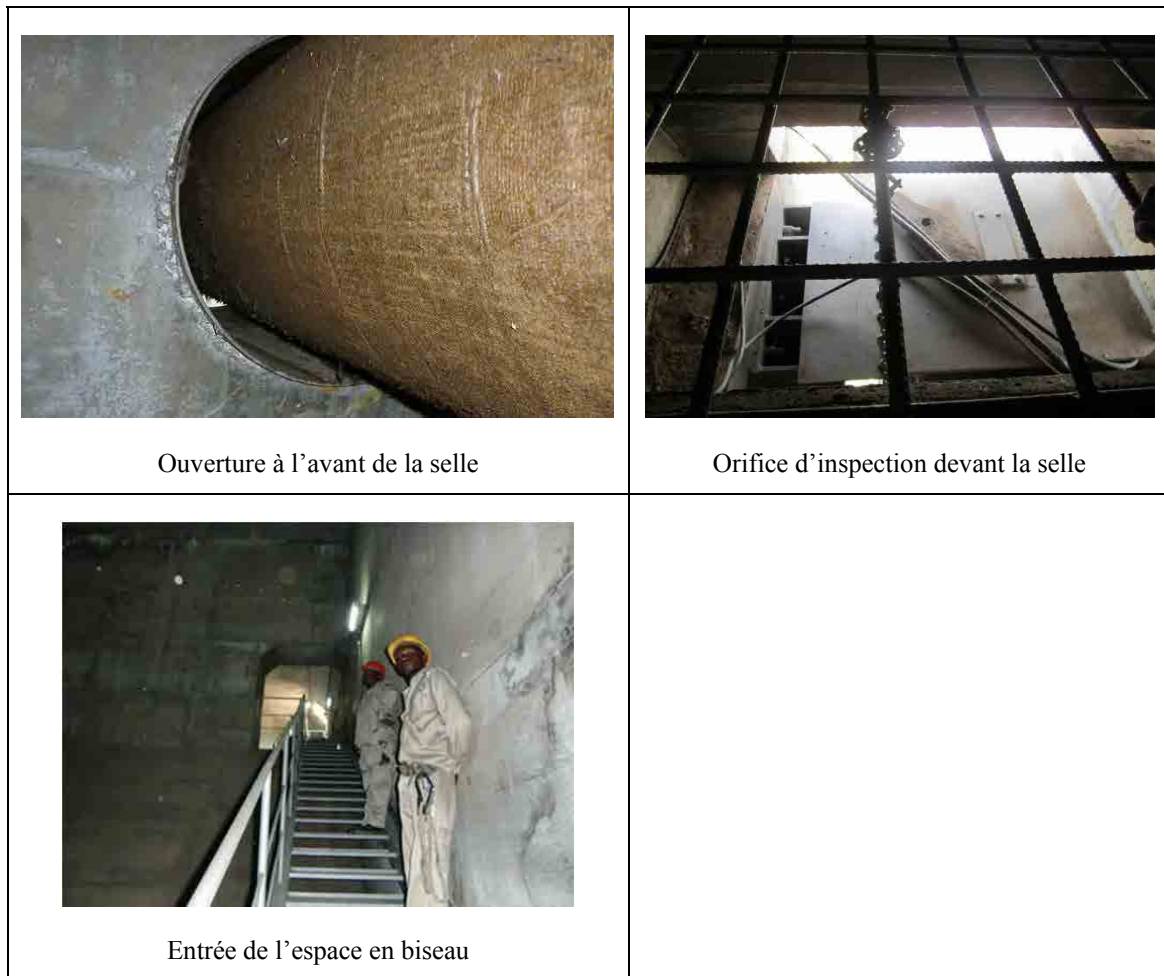 Ouverture à l’avant de la selle
Orifice d’inspection devant la selle
Entrée de l’espace en biseau